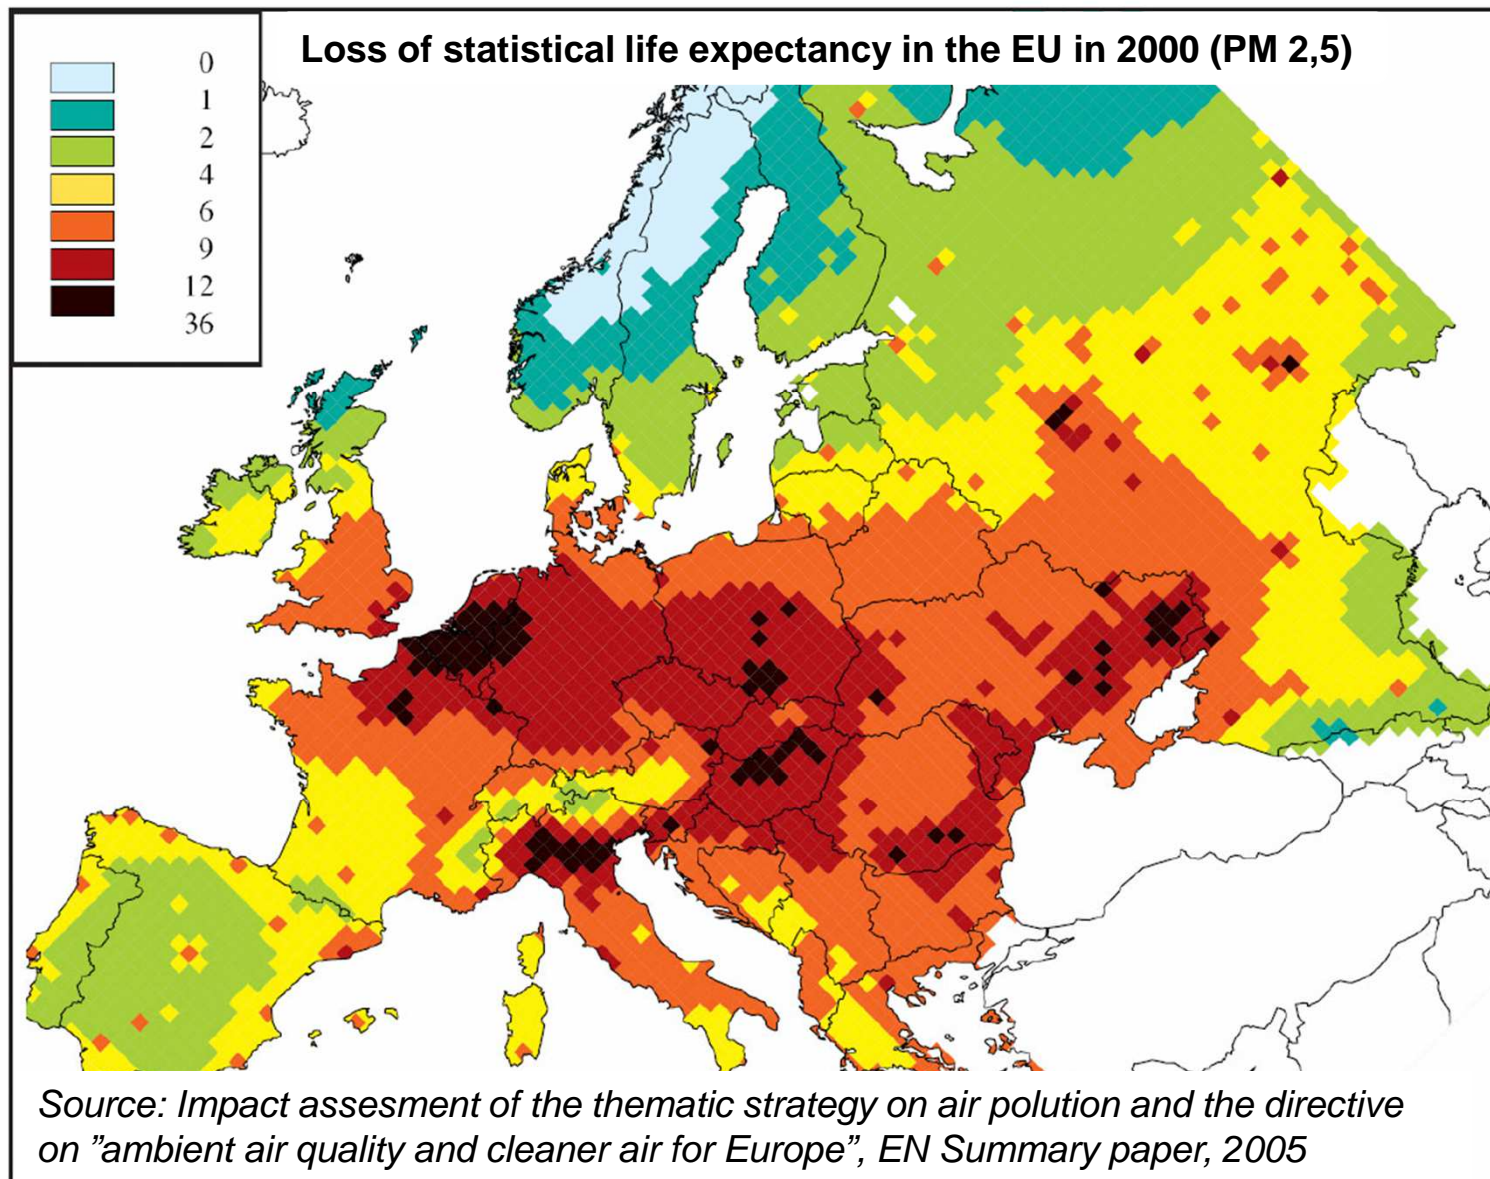 Loss of statistical life expectancy in the EU in 2000 (PM 2,5)
0
1
2
4
6
9
12
36
Source: Impact assesment of the thematic strategy on air polution and the directive
on ”ambient air quality and cleaner air for Europe”, EN Summary paper, 2005